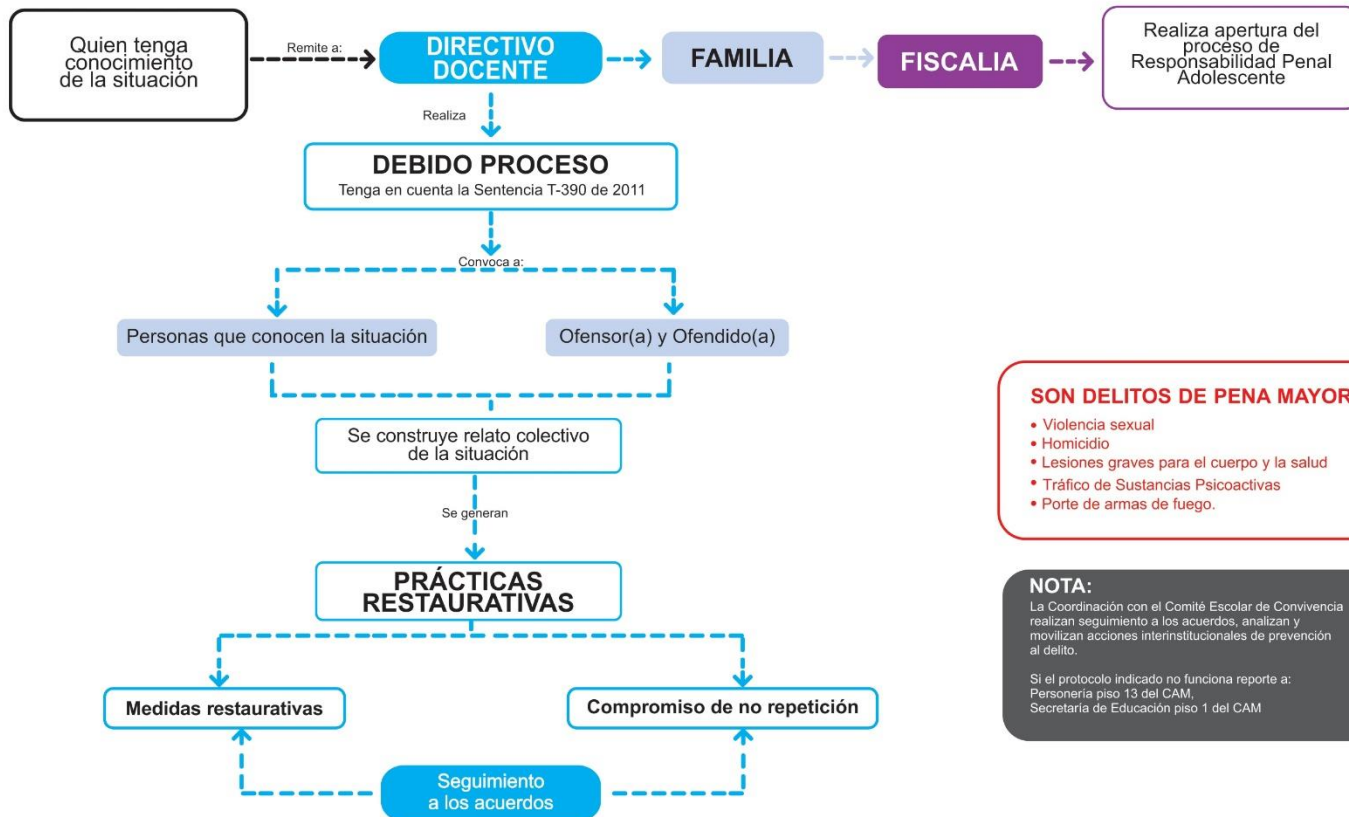 Quien tenga
conocimiento
de la situación
Remite a:
DIRECTIVO
DOCENTE
FAMILIA
FISCALIA
Realiza apertura del
proceso de
Responsabilidad Penal
Adolescente
Realiza
DEBIDO PROCESO
Tenga en cuenta la Sentencia T-390 de 2011
Convoca a:
Personas que conocen la situación
Ofensor(a) y Ofendido(a)
Se construye relato colectivo
de la situación
Se generan
PRÁCTICAS
RESTAURATIVAS
Medidas restaurativas
Compromiso de no repetición
Seguimiento
a los acuerdos
SON DELITOS DE PENA MAYOR
• Violencia sexual
• Homicidio
• Lesiones graves para el cuerpo y la salud
• Tráfico de Sustancias Psicoactivas
• Porte de armas de fuego.
NOTA:
La Coordinación con el Comité Escolar de Convivencia
realizan seguimiento a los acuerdos, analizan y
movilizan acciones interinstitucionales de prevención
al delito.
Si el protocolo indicado no funciona reporte a:
Personería piso 13 del CAM,
Secretaría de Educación piso 1 del CAM